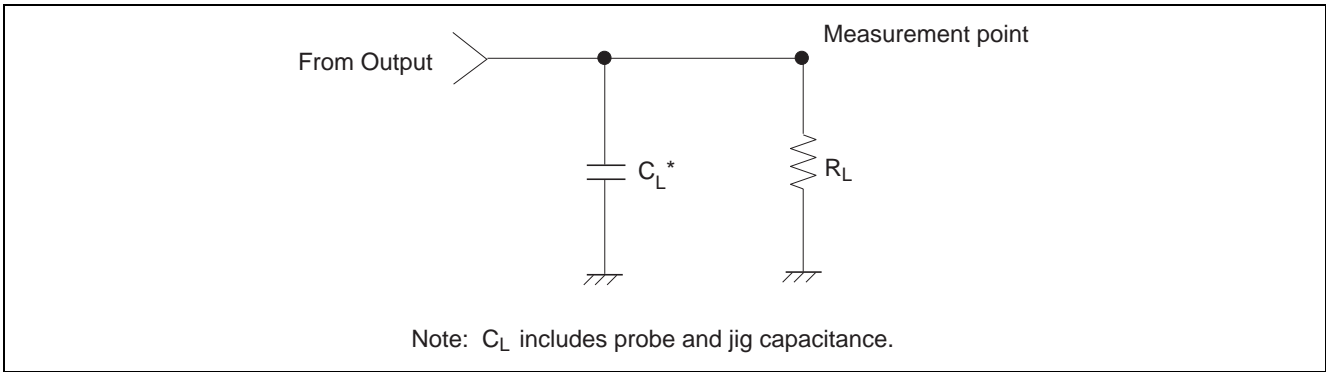 Measurement point
From Output
C_L*
R_L
Note: C_L includes probe and jig capacitance.